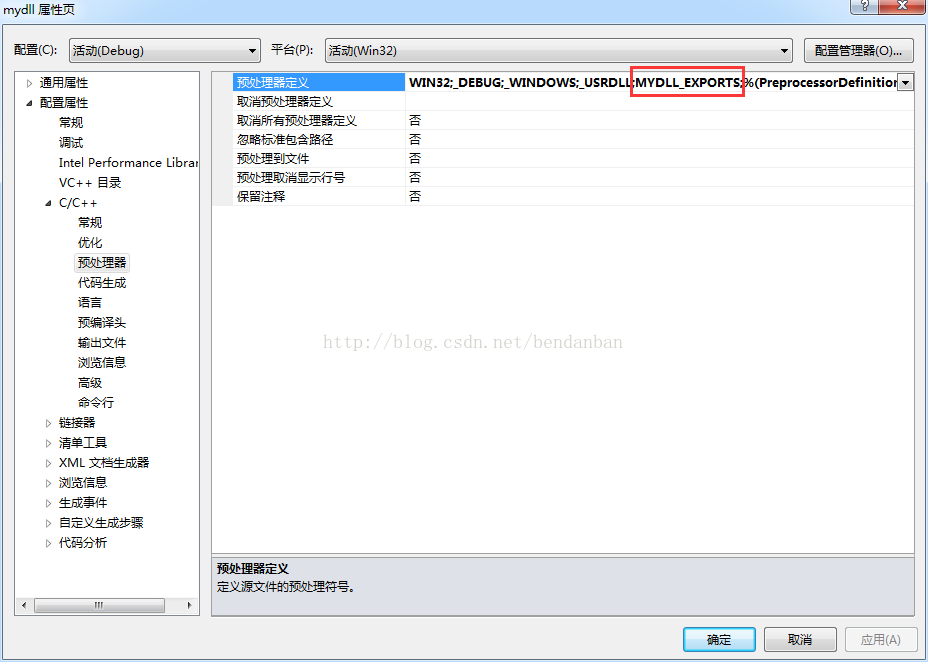 mydll 属性页
配置(C): 活动(Debug) 平台(P): 活动(Win32) 配置管理器(O)...
通用属性
配置属性
常规
调试
Intel Performance Librar
VC++ 目录
C/C++
常规
优化
预处理器
代码生成
语言
预编译头
输出文件
浏览信息
高级
命令行
链接器
清单工具
XML 文档生成器
浏览信息
生成事件
自定义生成步骤
代码分析
预处理器定义 WIN32;_DEBUG;_WINDOWS;_USRDLL;MYDLL_EXPORTS;%(PreprocessorDefinition
取消预处理器定义
取消所有预处理器定义 否
忽略标准包含路径 否
预处理到文件 否
预处理取消显示行号 否
保留注释 否
http://blog.csdn.net/bendanban
预处理器定义
定义源文件的预处理符号。
确定 取消 应用(A)